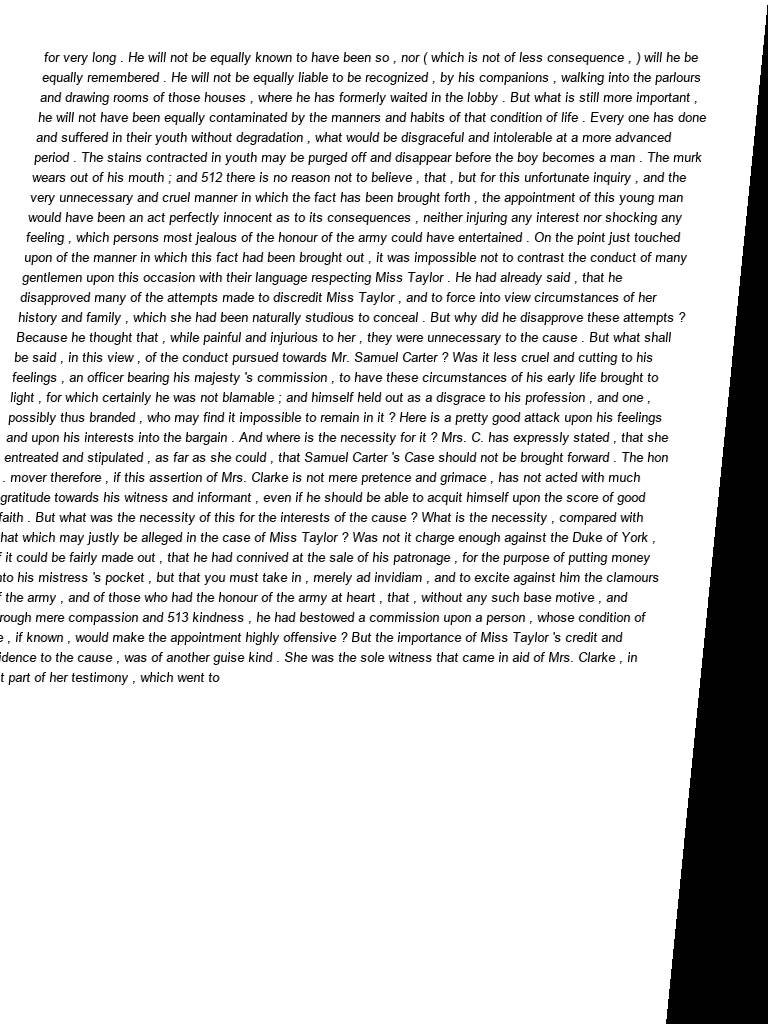 for very long . He will not be equally known to have been so , nor ( which is not of less consequence , ) will he be
equally remembered . He will not be equally liable to be recognized , by his companions , walking into the parlours
and drawing rooms of those houses , where he has formerly waited in the lobby . But what is still more important ,
he will not have been equally contaminated by the manners and habits of that condition of life . Every one has done
and suffered in their youth without degradation , what would be disgraceful and intolerable at a more advanced
period . The stains contracted in youth may be purged off and disappear before the boy becomes a man . The murk
wears out of his mouth ; and 512 there is no reason not to believe , that , but for this unfortunate inquiry , and the
very unnecessary and cruel manner in which the fact has been brought forth , the appointment of this young man
would have been an act perfectly innocent as to its consequences , neither injuring any interest nor shocking any
feeling , which persons most jealous of the honour of the army could have entertained . On the point just touched
upon of the manner in which this fact had been brought out , it was impossible not to contrast the conduct of many
gentlemen upon this occasion with their language respecting Miss Taylor . He had already said , that he
disapproved many of the attempts made to discredit Miss Taylor , and to force into view circumstances of her
history and family , which she had been naturally studious to conceal . But why did he disapprove these attempts ?
Because he thought that , while painful and injurious to her , they were unnecessary to the cause . But what shall
be said , in this view , of the conduct pursued towards Mr. Samuel Carter ? Was it less cruel and cutting to his
feelings , an officer bearing his majesty 's commission , to have these circumstances of his early life brought to
light , for which certainly he was not blamable ; and himself held out as a disgrace to his profession , and one ,
possibly thus branded , who may find it impossible to remain in it ? Here is a pretty good attack upon his feelings
and upon his interests into the bargain . And where is the necessity for it ? Mrs. C. has expressly stated , that she
entreated and stipulated , as far as she could , that Samuel Carter 's Case should not be brought forward . The hon
. mover therefore , if this assertion of Mrs. Clarke is not mere pretence and grimace , has not acted with much
gratitude towards his witness and informant , even if he should be able to acquit himself upon the score of good
faith . But what was the necessity of this for the interests of the cause ? What is the necessity , compared with
that which may justly be alleged in the case of Miss Taylor ? Was not it charge enough against the Duke of York ,
it could be fairly made out , that he had connived at the sale of his patronage , for the purpose of putting money
his mistress 's pocket , but that you must take in , merely ad invidiam , and to excite against him the clamours
the army , and of those who had the honour of the army at heart , that , without any such base motive , and
mere compassion and 513 kindness , he had bestowed a commission upon a person , whose condition of
, if known , would make the appointment highly offensive ? But the importance of Miss Taylor 's credit and
to the cause , was of another guise kind . She was the sole witness that came in aid of Mrs. Clarke , in
part of her testimony , which went to